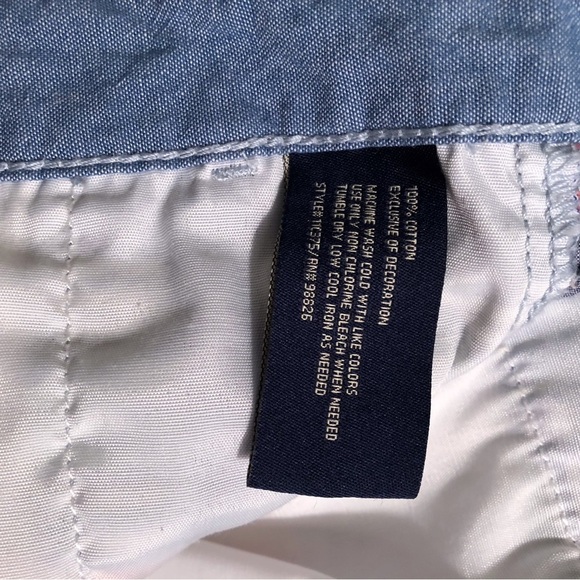 100% COTTON
EXCLUSIVE OF DECORATION
MACHINE WASH COLD WITH LIKE COLORS
USE ONLY NON CHLORINE BLEACH WHEN NEEDED
TUMBLE DRY LOW COOL IRON AS NEEDED
STYLE#11C375/RN# 98626